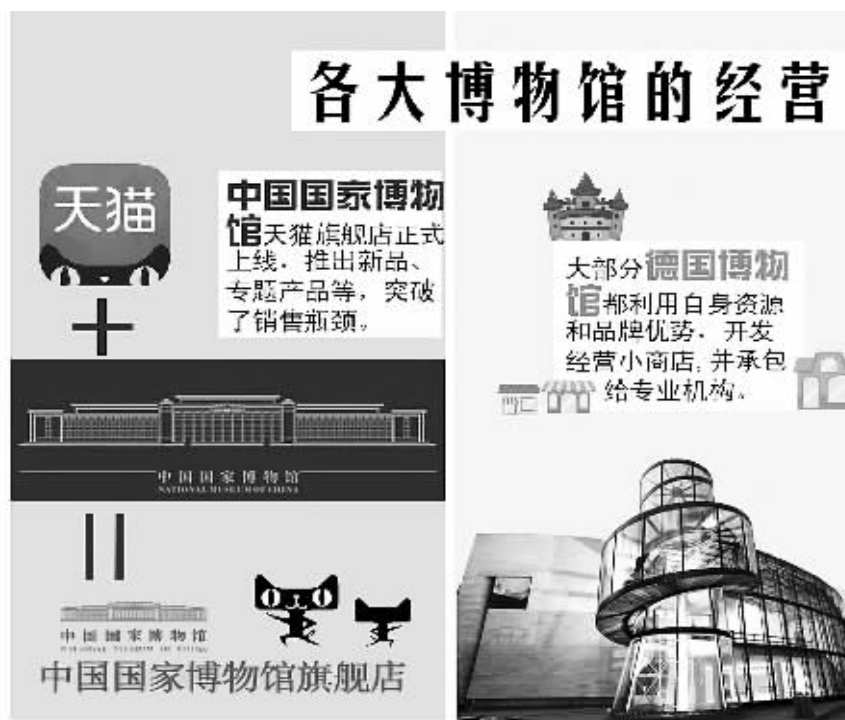 各大博物馆的经营
天猫
中国国家博物
馆天猫旗舰店正式
上线，推出新品、
专题产品等，突破
了销售瓶颈。
中国国家博物馆
NATIONAL MUSEUM OF CHINA
中国国家博物馆
中国国家博物馆旗舰店
大部分德国博物
馆都利用自身资源
和品牌优势，开发
经营小商店，并承包
给专业机构。